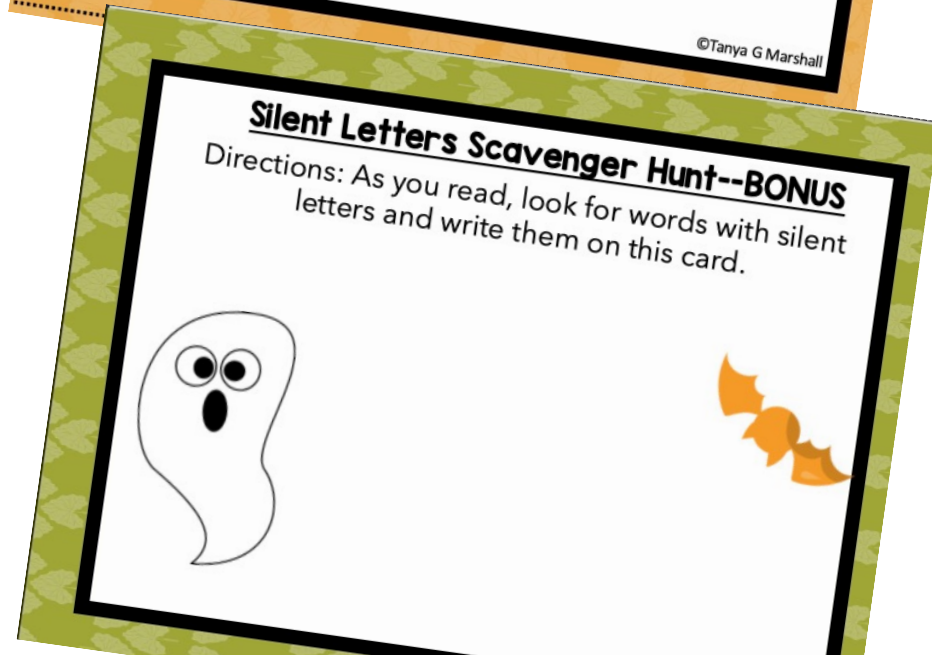 ©Tanya G Marshall
Silent Letters Scavenger Hunt--BONUS
Directions: As you read, look for words with silent
letters and write them on this card.